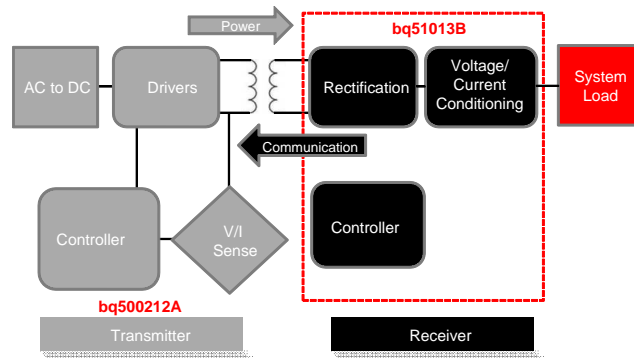 Power
bq51013B
AC to DC
Drivers
Rectification
Voltage/
Current
Conditioning
System
Load
Communication
Controller
V/I
Sense
Controller
bq500212A
Transmitter
Receiver